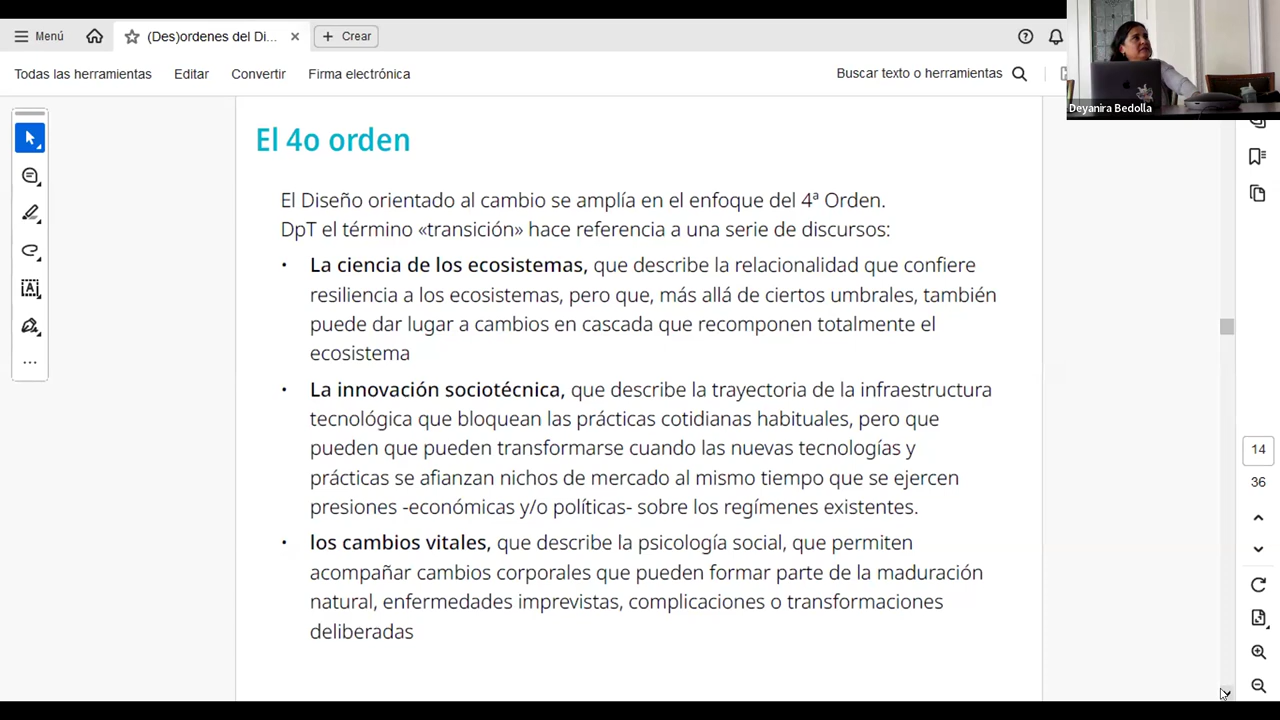 Menú
(Des)ordenes del Di...
Crear
Todas las herramientas
Editar
Convertir
Firma electrónica
Buscar texto o herramientas
Deyanira Bedolla
El 4o orden
El Diseño orientado al cambio se amplía en el enfoque del 4ª Orden.
DpT el término «transición» hace referencia a una serie de discursos:
• La ciencia de los ecosistemas, que describe la relacionalidad que confiere
resiliencia a los ecosistemas, pero que, más allá de ciertos umbrales, también
puede dar lugar a cambios en cascada que recomponen totalmente el
ecosistema
• La innovación sociotécnica, que describe la trayectoria de la infraestructura
tecnológica que bloquean las prácticas cotidianas habituales, pero que
pueden que pueden transformarse cuando las nuevas tecnologías y
prácticas se afianzan nichos de mercado al mismo tiempo que se ejercen
presiones -económicas y/o políticas- sobre los regímenes existentes.
• los cambios vitales, que describe la psicología social, que permiten
acompañar cambios corporales que pueden formar parte de la maduración
natural, enfermedades imprevistas, complicaciones o transformaciones
deliberadas
14
36